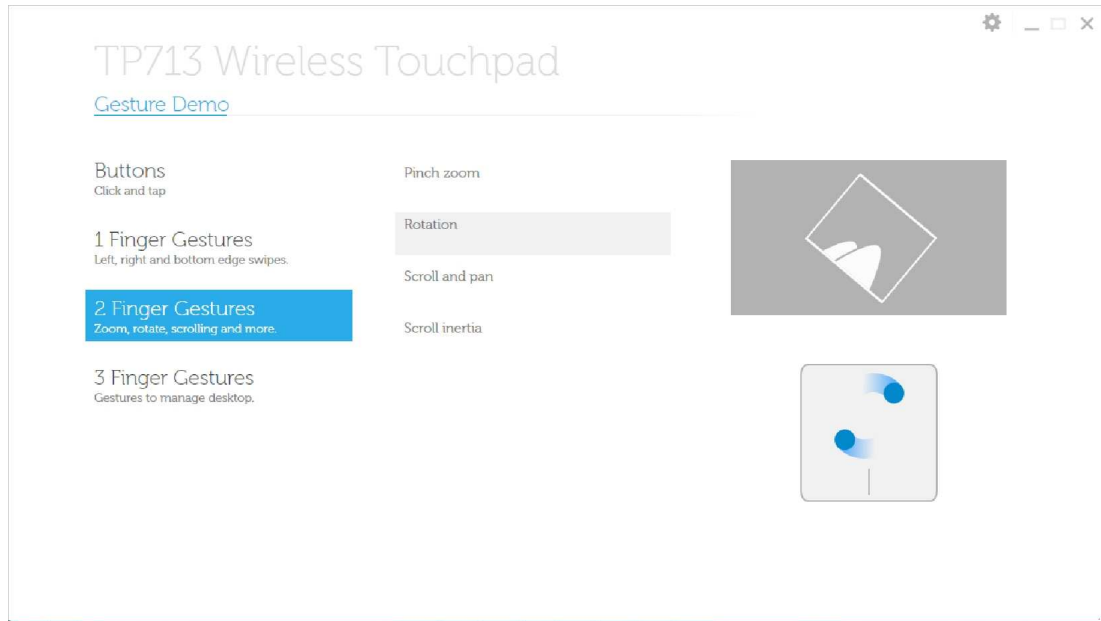 TP713 Wireless Touchpad
Gesture Demo
Buttons
Click and tap
1 Finger Gestures
Left, right and bottom edge swipes.
2 Finger Gestures
Zoom, rotate, scrolling and more.
3 Finger Gestures
Gestures to manage desktop.
Pinch zoom
Rotation
Scroll and pan
Scroll inertia